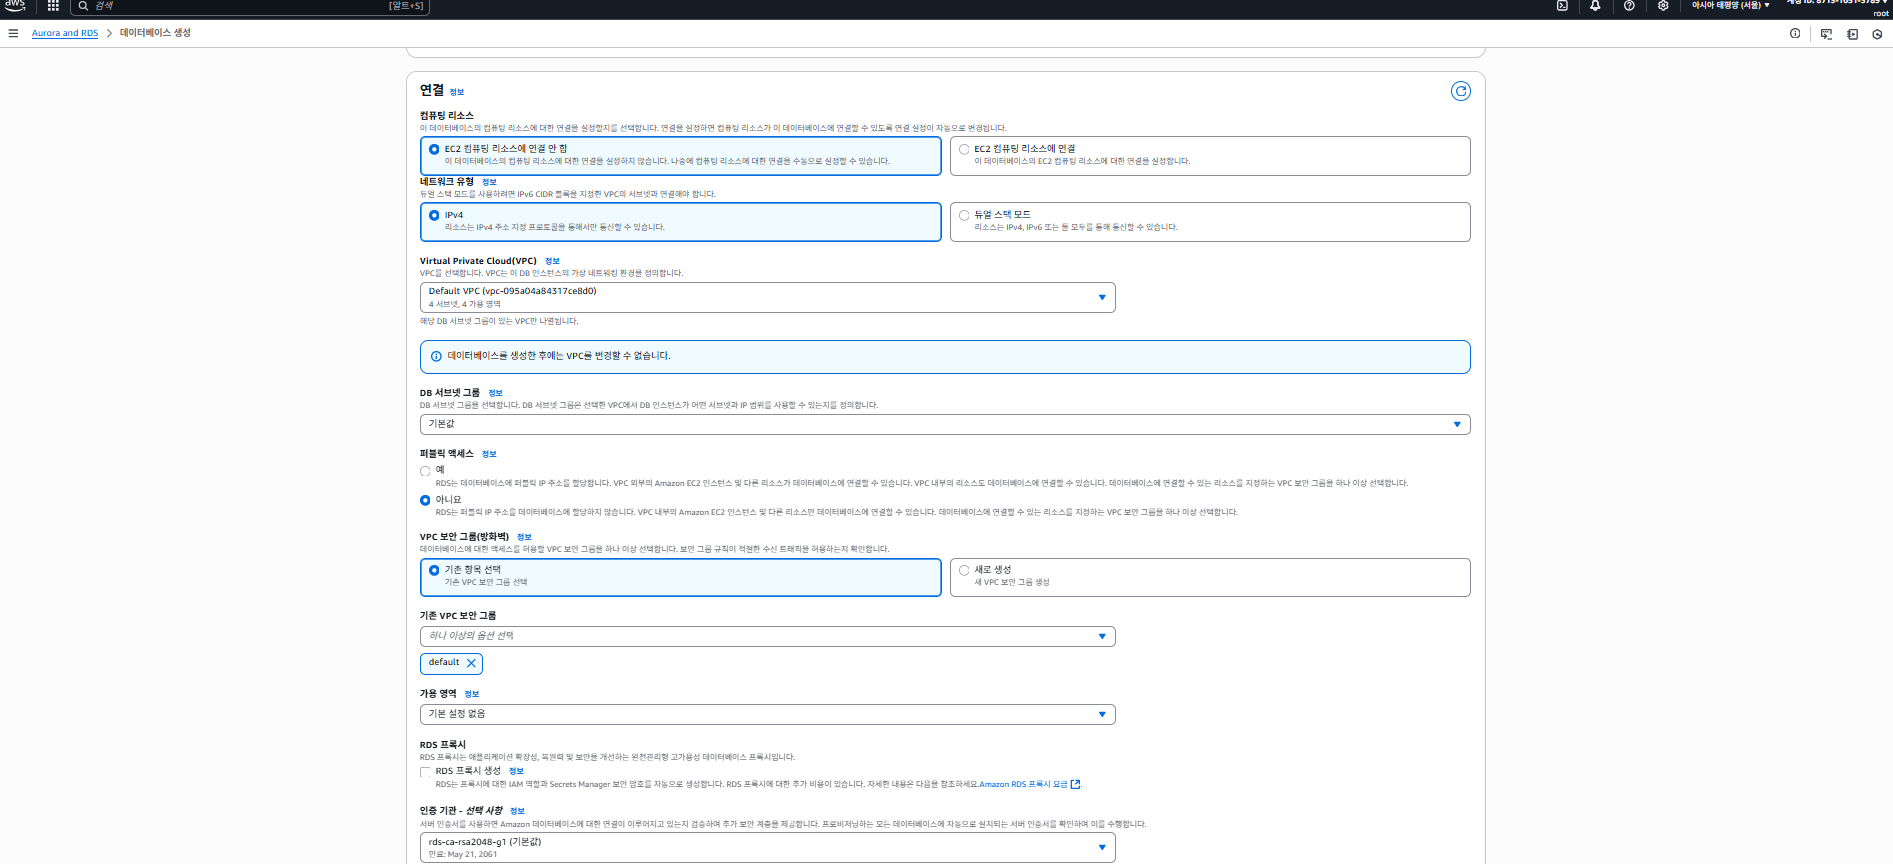 aws
검색
[알트+S]
아시아 태평양 (서울)
root
Aurora and RDS > 데이터베이스 생성
연결 정보
컴퓨팅 리소스
이 데이터베이스의 컴퓨팅 리소스에 대한 연결을 설정할지를 선택합니다. 연결을 설정하면 컴퓨팅 리소스가 이 데이터베이스에 연결할 수 있도록 연결 설정이 자동으로 변경됩니다.
EC2 컴퓨팅 리소스에 연결 안 함
이 데이터베이스의 컴퓨팅 리소스에 대한 연결을 설정하지 않습니다. 나중에 컴퓨팅 리소스에 대한 연결을 수동으로 설정할 수 있습니다.
EC2 컴퓨팅 리소스에 연결
이 데이터베이스의 EC2 컴퓨팅 리소스에 대한 연결을 설정합니다.
네트워크 유형 정보
듀얼 스택 모드를 사용하려면 IPv6 CIDR 블록을 지정한 VPC의 서브넷과 연결해야 합니다.
IPv4
리소스는 IPv4 주소 지정 프로토콜을 통해서만 통신할 수 있습니다.
듀얼 스택 모드
리소스는 IPv4, IPv6 또는 둘 모두를 통해 통신할 수 있습니다.
Virtual Private Cloud(VPC) 정보
VPC를 선택합니다. VPC는 이 DB 인스턴스의 가상 네트워킹 환경을 정의합니다.
Default VPC (vpc-095a04a84317ce8d0)
4 서브넷, 4 가용 영역
해당 DB 서브넷 그룹이 있는 VPC만 나열됩니다.
데이터베이스를 생성한 후에는 VPC를 변경할 수 없습니다.
DB 서브넷 그룹 정보
DB 서브넷 그룹을 선택합니다. DB 서브넷 그룹은 선택한 VPC에서 DB 인스턴스가 어떤 서브넷과 IP 범위를 사용할 수 있는지를 정의합니다.
기본값
퍼블릭 액세스 정보
예
RDS는 데이터베이스에 퍼블릭 IP 주소를 할당합니다. VPC 외부의 Amazon EC2 인스턴스 및 다른 리소스가 데이터베이스에 연결할 수 있습니다. VPC 내부의 리소스도 데이터베이스에 연결할 수 있습니다. 데이터베이스에 연결할 수 있는 리소스를 지정하는 VPC 보안 그룹을 하나 이상 선택합니다.
아니요
RDS는 퍼블릭 IP 주소를 데이터베이스에 할당하지 않습니다. VPC 내부의 Amazon EC2 인스턴스 및 다른 리소스만 데이터베이스에 연결할 수 있습니다. 데이터베이스에 연결할 수 있는 리소스를 지정하는 VPC 보안 그룹을 하나 이상 선택합니다.
VPC 보안 그룹(방화벽) 정보
데이터베이스에 대한 액세스를 허용할 VPC 보안 그룹을 하나 이상 선택합니다. 보안 그룹 규칙이 적절한 수신 트래픽을 허용하는지 확인합니다.
기존 항목 선택
기존 VPC 보안 그룹 선택
새로 생성
새 VPC 보안 그룹 생성
기존 VPC 보안 그룹
하나 이상의 옵션 선택
default
가용 영역 정보
기본 설정 없음
RDS 프록시
RDS 프록시는 애플리케이션 확장성, 복원력 및 보안을 개선하는 완전관리형 고가용성 데이터베이스 프록시입니다.
RDS 프록시 생성 정보
RDS는 프록시에 대한 IAM 역할과 Secrets Manager 보안 암호를 자동으로 생성합니다. RDS 프록시에 대한 추가 비용이 있습니다. 자세한 내용은 다음을 참조하세요.Amazon RDS 프록시 요금.
인증 기관 - 선택 사항 정보
서버 인증서를 사용하면 Amazon 데이터베이스에 대한 연결이 이루어지고 있는지 검증하여 추가 보안 계층을 제공합니다. 프로비저닝하는 모든 데이터베이스에 자동으로 설치되는 서버 인증서를 확인하여 이를 수행합니다.
rds-ca-rsa2048-g1 (기본값)
만료: May 21, 2061